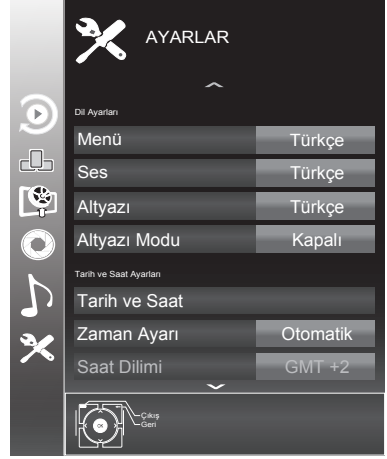 AYARLAR
Dil Ayarları
Menü Türkçe
Ses Türkçe
Altyazı Türkçe
Altyazı Modu Kapalı
Tarih ve Saat Ayarları
Tarih ve Saat
Zaman Ayarı Otomatik
Saat Dilimi GMT +2
Çıkış
Geri
OK